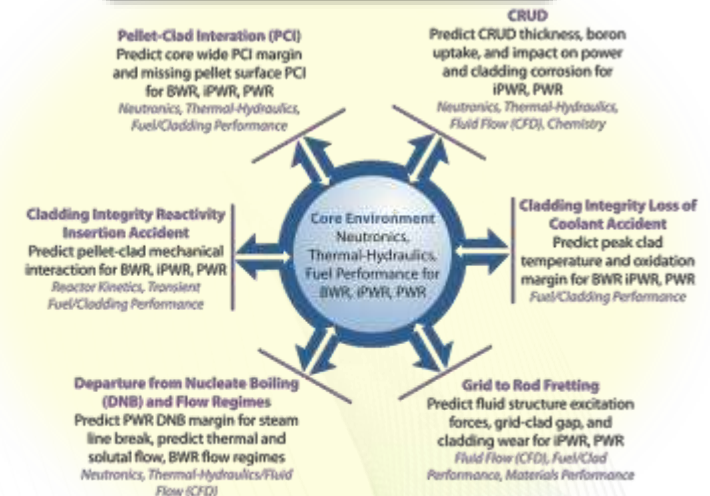 Pellet-Clad Interation (PCI)
Predict core wide PCI margin
and missing pellet surface PCI
for BWR, iPWR, PWR
Neutronics, Thermal-Hydraulics,
Fuel/Cladding Performance
CRUD
Predict CRUD thickness, boron
uptake, and impact on power
and cladding corrosion for
iPWR, PWR
Neutronics, Thermal-Hydraulics,
Fluid Flow (CFD), Chemistry
Cladding Integrity Reactivity
Insertion Accident
Predict pellet-clad mechanical
interaction for BWR, iPWR, PWR
Reactor Kinetics, Transient
Fuel/Cladding Performance
Core Environment
Neutronics,
Thermal-Hydraulics,
Fuel Performance for
BWR, iPWR, PWR
Cladding Integrity Loss of
Coolant Accident
Predict peak clad
temperature and oxidation
margin for BWR iPWR, PWR
Fuel/Cladding Performance
Departure from Nucleate Boiling
(DNB) and Flow Regimes
Predict PWR DNB margin for steam
line break, predict thermal and
solutal flow, BWR flow regimes
Neutronics, Thermal-Hydraulics/Fluid
Flow (CFD)
Grid to Rod Fretting
Predict fluid structure excitation
forces, grid-clad gap, and
cladding wear for iPWR, PWR
Fluid Flow (CFD), Fuel/Clad
Performance, Materials Performance